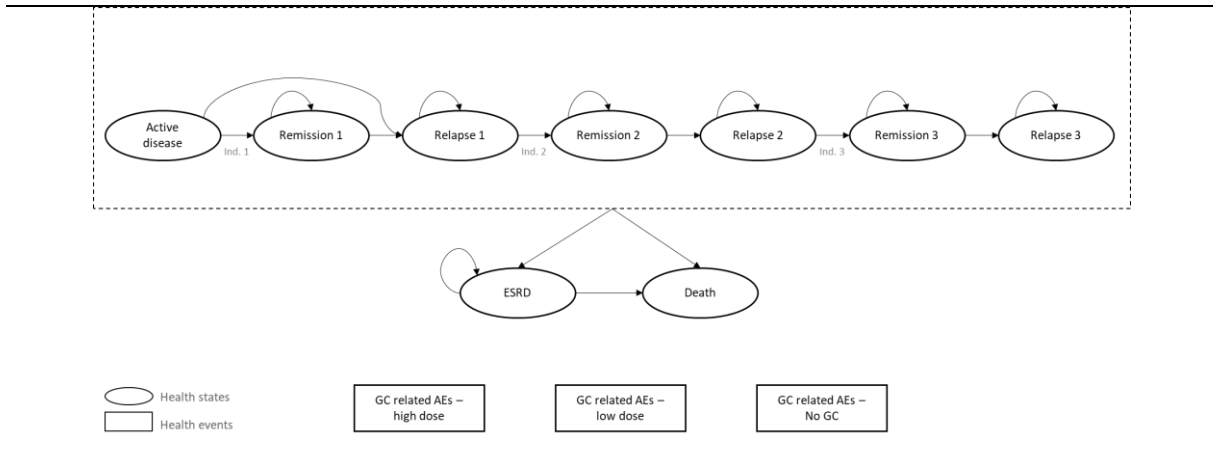 Active
disease
Remission 1
Relapse 1
Remission 2
Relapse 2
Remission 3
Relapse 3
Ind. 1
Ind. 2
Ind. 3
ESRD
Death
Health states
Health events
GC related AEs –
high dose
GC related AEs –
low dose
GC related AEs –
No GC